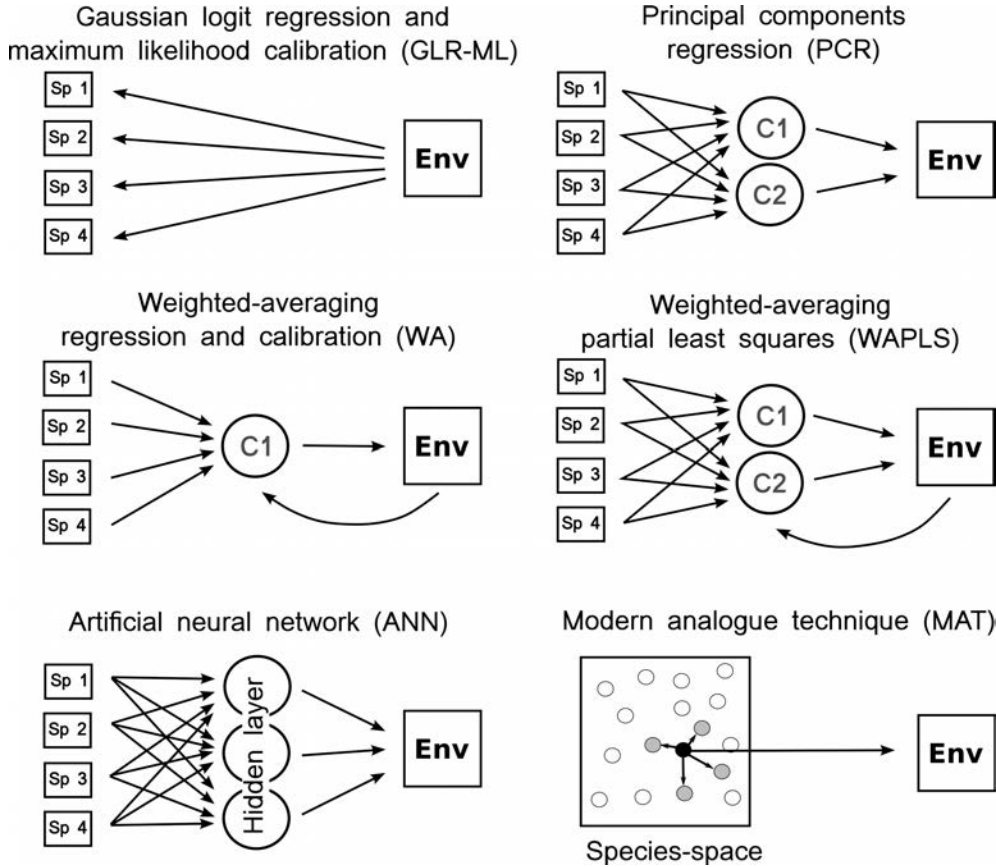 Gaussian logit regression and
maximum likelihood calibration (GLR-ML)
Sp 1
Sp 2
Sp 3
Sp 4
Env
Principal components
regression (PCR)
Sp 1
Sp 2
Sp 3
Sp 4
C1
C2
Env
Weighted-averaging
regression and calibration (WA)
Sp 1
Sp 2
Sp 3
Sp 4
C1
Env
Weighted-averaging
partial least squares (WAPLS)
Sp 1
Sp 2
Sp 3
Sp 4
C1
C2
Env
Artificial neural network (ANN)
Sp 1
Sp 2
Sp 3
Sp 4
Hidden layer
Env
Modern analogue technique (MAT)
Env
Species-space